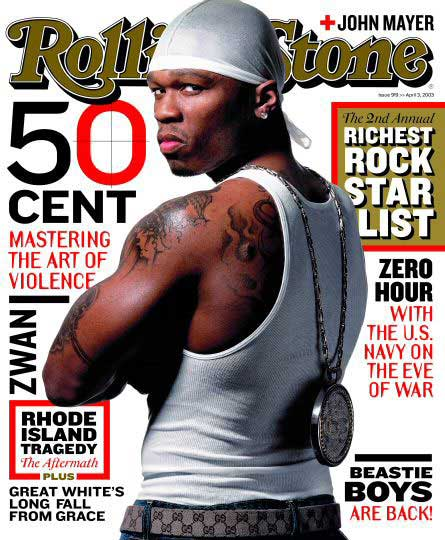 +JOHN MAYER
Rolling Stone
Issue 919 >> April 3, 2003
50
CENT
MASTERING
THE ART OF
VIOLENCE
The 2nd Annual
RICHEST
ROCK
STAR
LIST
ZERO
HOUR
WITH
THE U.S.
NAVY ON
THE EVE
OF WAR
ZWAN
RHODE
ISLAND
TRAGEDY
The Aftermath
PLUS
GREAT WHITE'S
LONG FALL
FROM GRACE
BEASTIE
BOYS
ARE BACK!